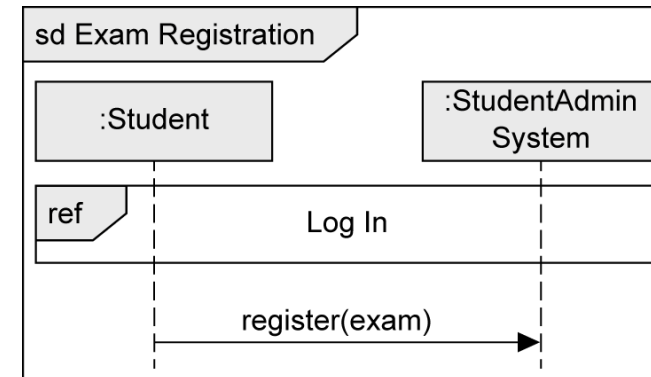 sd Exam Registration
:Student
:StudentAdmin
System
ref
Log In
register(exam)